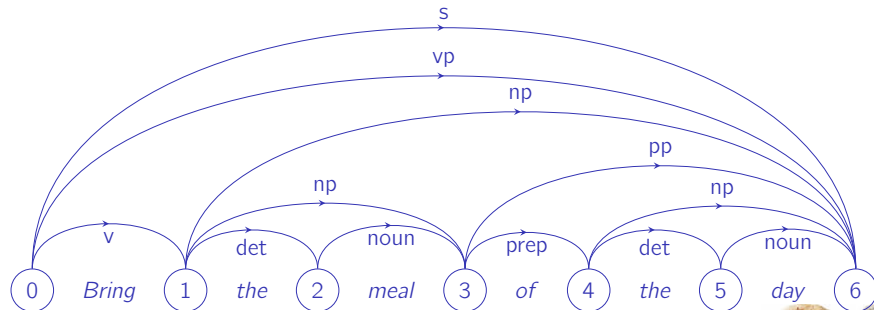 s
vp
np
pp
np
np
v
det
noun
prep
det
noun
0 Bring 1 the 2 meal 3 of 4 the 5 day 6